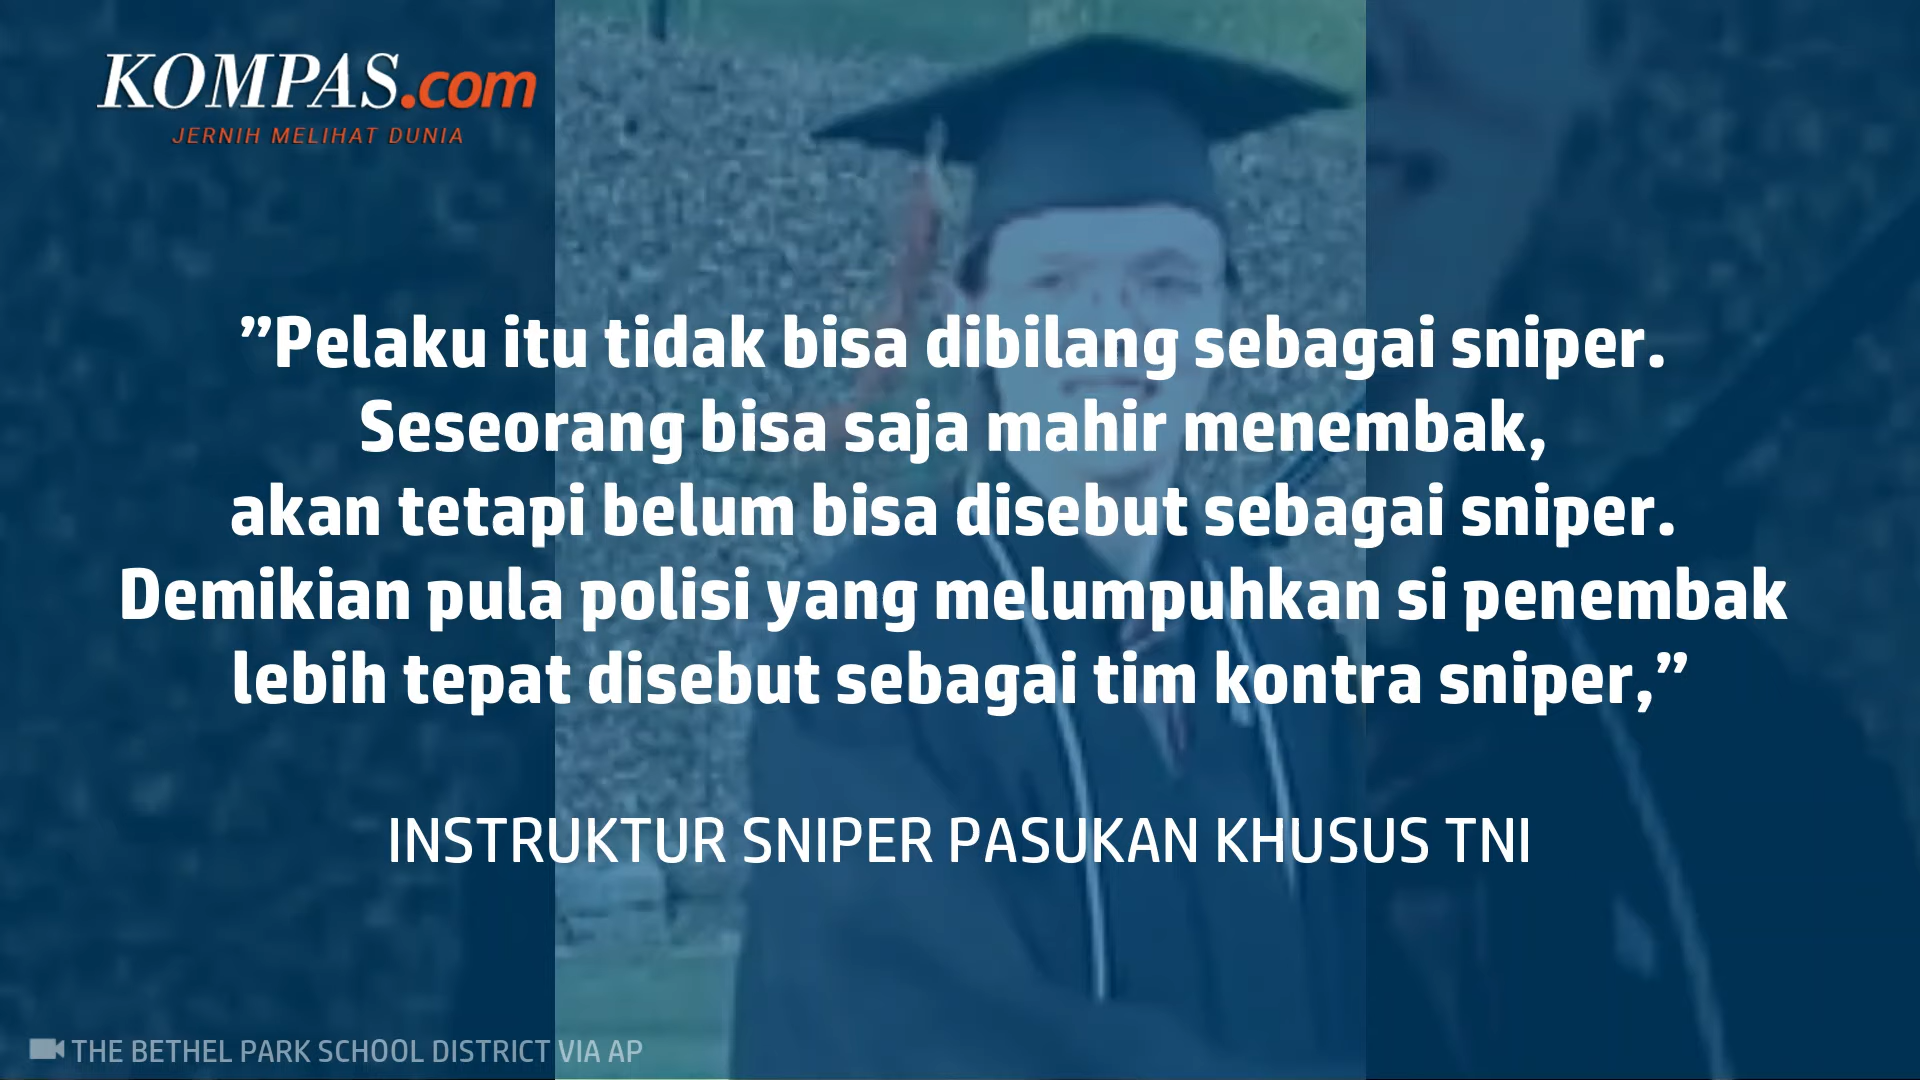 KOMPAS.com
JERNIH MELIHAT DUNIA
”Pelaku itu tidak bisa dibilang sebagai sniper.
Seseorang bisa saja mahir menembak,
akan tetapi belum bisa disebut sebagai sniper.
Demikian pula polisi yang melumpuhkan si penembak
lebih tepat disebut sebagai tim kontra sniper,”
INSTRUKTUR SNIPER PASUKAN KHUSUS TNI
THE BETHEL PARK SCHOOL DISTRICT VIA AP